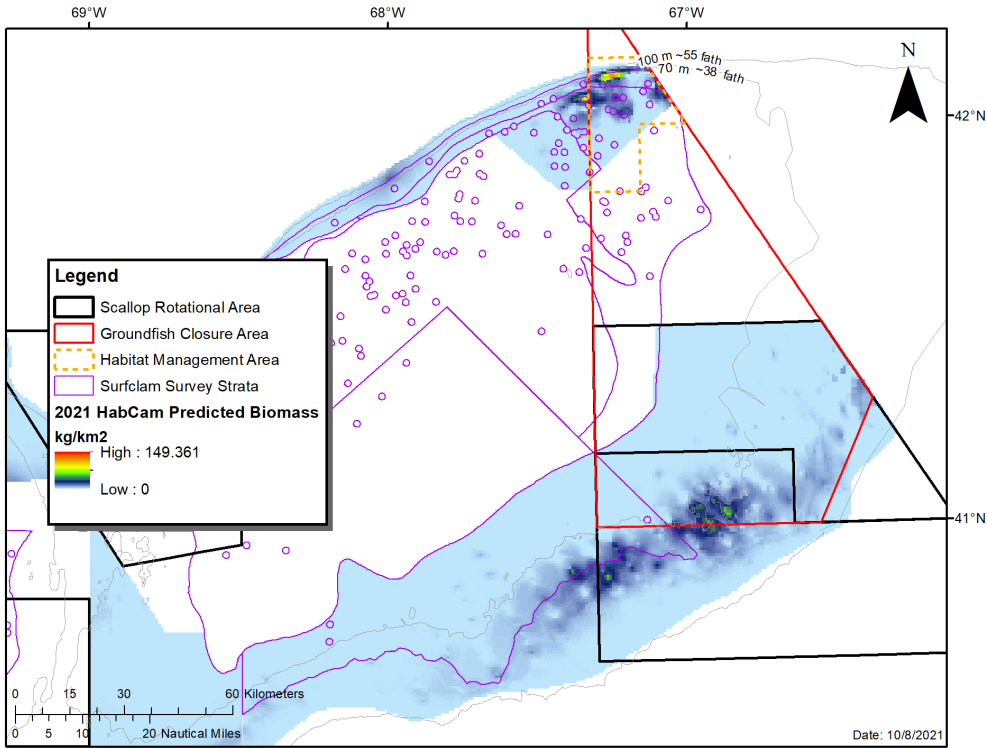 69°W 68°W 67°W
100 m ~55 fath
70 m ~38 fath
N
42°N
Legend
Scallop Rotational Area
Groundfish Closure Area
Habitat Management Area
Surfclam Survey Strata
2021 HabCam Predicted Biomass
kg/km2
High : 149.361
Low : 0
41°N
0 15 30 60 Kilometers
0 5 10 20 Nautical Miles
Date: 10/8/2021